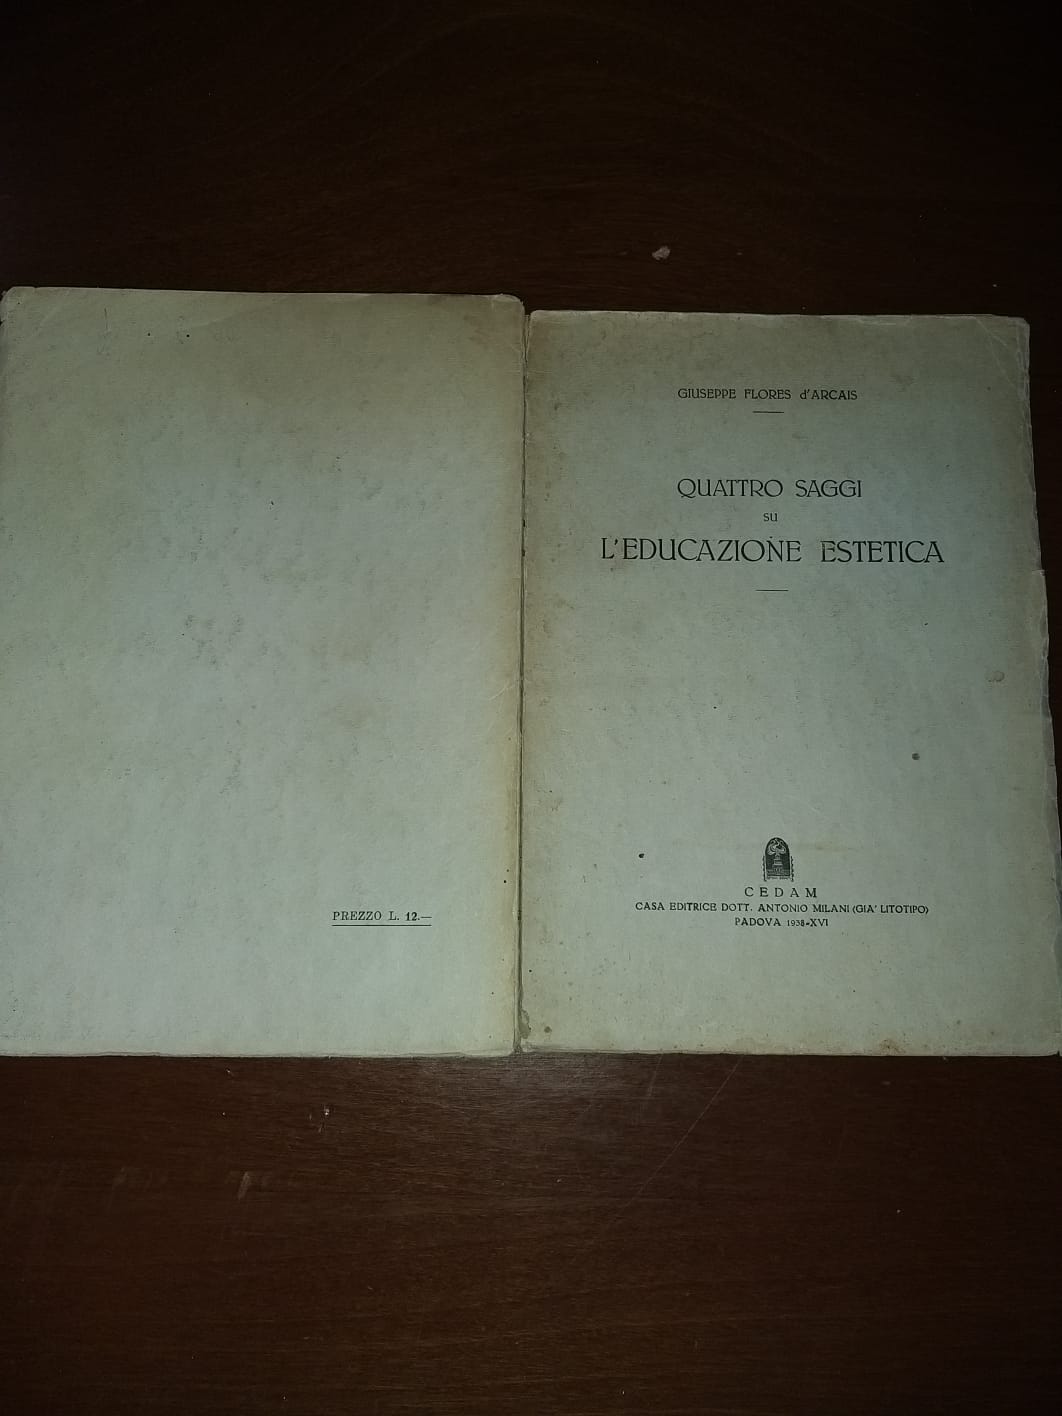 PREZZO L. 12.—
GIUSEPPE FLORES d'ARCAIS
QUATTRO SAGGI
SU
L'EDUCAZIONE ESTETICA
CEDAM
CASA EDITRICE DOTT. ANTONIO MILANI (GIA' LITOTIPO)
PADOVA 1938-XVI